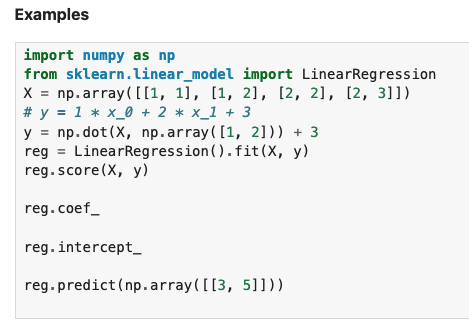 Examples
import numpy as np
from sklearn.linear_model import LinearRegression
X = np.array([[1, 1], [1, 2], [2, 2], [2, 3]])
# y = 1 * x_0 + 2 * x_1 + 3
y = np.dot(X, np.array([1, 2])) + 3
reg = LinearRegression().fit(X, y)
reg.score(X, y)
reg.coef_
reg.intercept_
reg.predict(np.array([[3, 5]]))